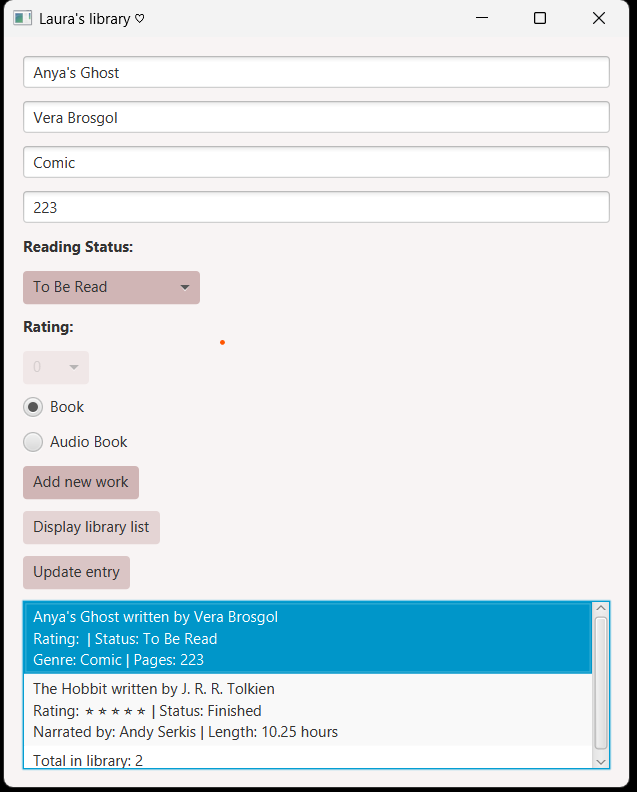 Laura's library ♡
Anya's Ghost
Vera Brosgol
Comic
223
Reading Status:
To Be Read
Rating:
0
Book
Audio Book
Add new work
Display library list
Update entry
Anya's Ghost written by Vera Brosgol
Rating:  | Status: To Be Read
Genre: Comic | Pages: 223
The Hobbit written by J. R. R. Tolkien
Rating: ★★★★★ | Status: Finished
Narrated by: Andy Serkis | Length: 10.25 hours
Total in library: 2